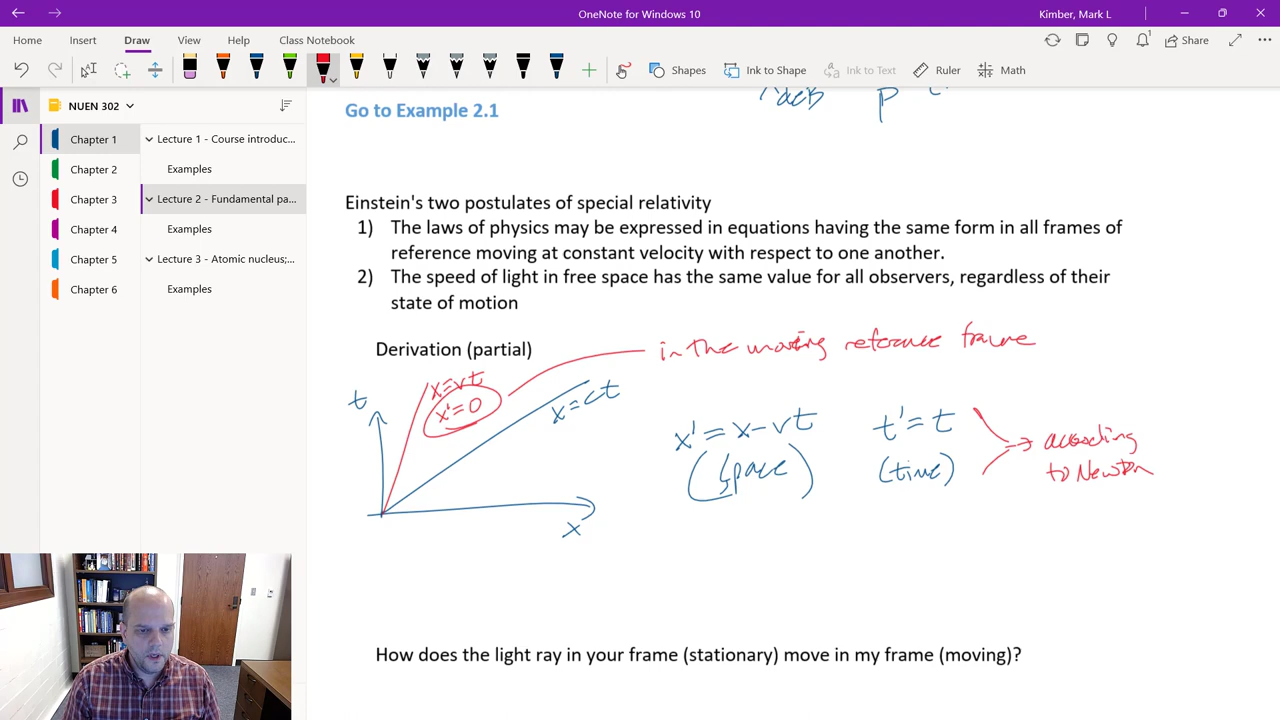 OneNote for Windows 10
Kimber, Mark L
Home Insert Draw View Help Class Notebook
Share
Shapes Ink to Shape Ink to Text Ruler Math
NUEN 302
Chapter 1
Chapter 2
Chapter 3
Chapter 4
Chapter 5
Chapter 6
Lecture 1 - Course introduc...
Examples
Lecture 2 - Fundamental pa...
Examples
Lecture 3 - Atomic nucleus;...
Examples
Go to Example 2.1
Einstein's two postulates of special relativity
1) The laws of physics may be expressed in equations having the same form in all frames of
reference moving at constant velocity with respect to one another.
2) The speed of light in free space has the same value for all observers, regardless of their
state of motion
Derivation (partial)
in the moving reference frame
t
x=vt
x'=0
x=ct
x
x'=x-vt
(space)
t'=t
(time)
according
to Newton
How does the light ray in your frame (stationary) move in my frame (moving)?